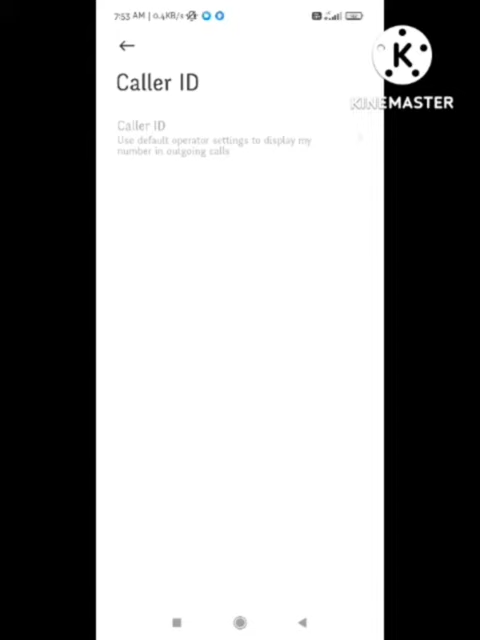 7:53 AM | 0.4KB/s
Caller ID
Caller ID
Use default operator settings to display my
number in outgoing calls
K
KINEMASTER